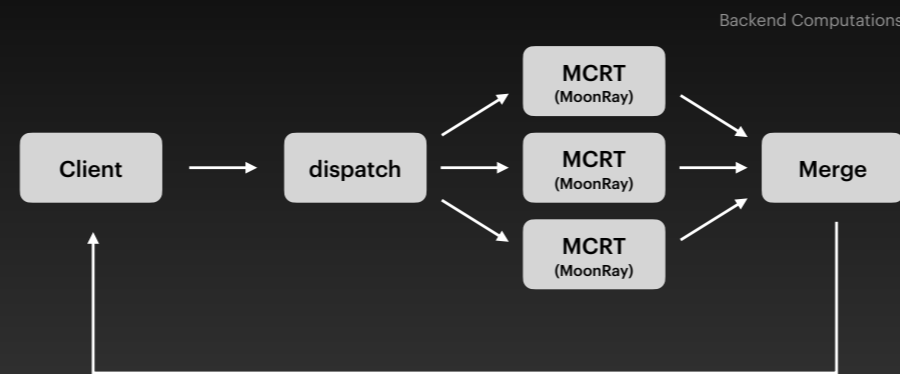 Backend Computations
MCRT
(MoonRay)
Client
dispatch
MCRT
(MoonRay)
Merge
MCRT
(MoonRay)